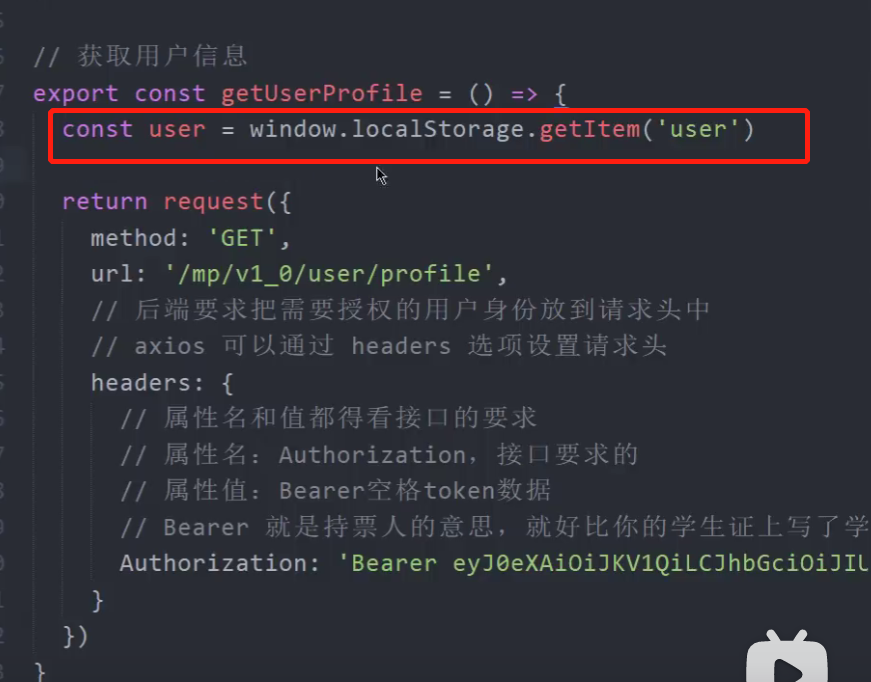 // 获取用户信息
export const getUserProfile = () => {
const user = window.localStorage.getItem('user')
return request({
method: 'GET',
url: '/mp/v1_0/user/profile',
// 后端要求把需要授权的用户身份放到请求头中
// axios 可以通过 headers 选项设置请求头
headers: {
// 属性名和值都得看接口的要求
// 属性名：Authorization，接口要求的
// 属性值：Bearer空格token数据
// Bearer 就是持票人的意思，就好比你的学生证上写了学
Authorization: 'Bearer eyJ0eXAiOiJKV1QiLCJhbGciOiJIU
}
})
}